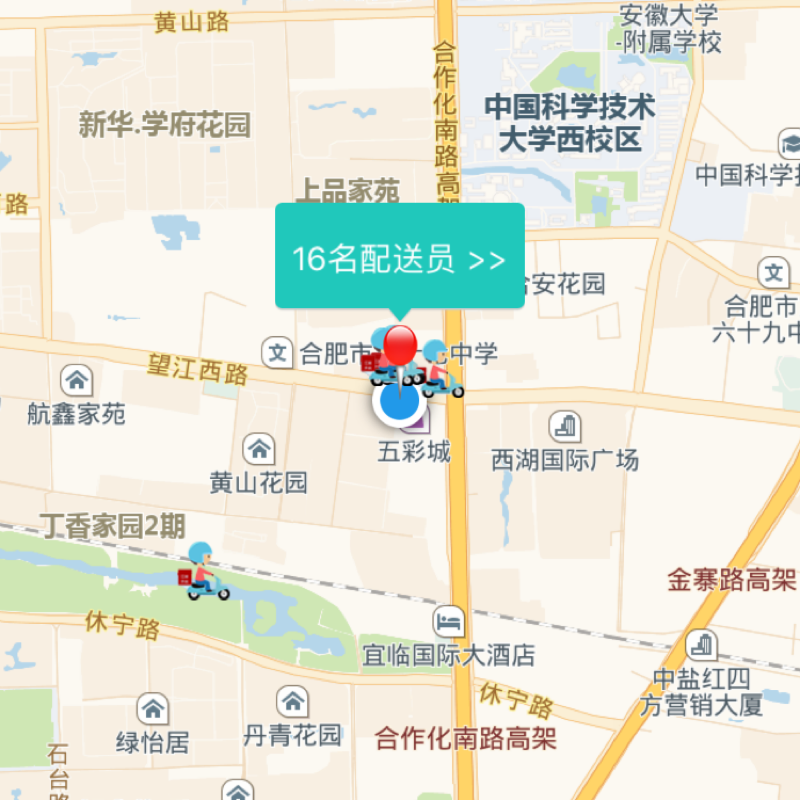 黄山路
安徽大学
-附属学校
合作化南路高架
新华.学府花园
中国科学技术
大学西校区
中国科学技
上品家苑
路
16名配送员 >>
合安花园
文
合肥市
六十九中
文
合肥市
中学
望江西路
航鑫家苑
五彩城
西湖国际广场
黄山花园
丁香家园2期
金寨路高架
休宁路
宜临国际大酒店
中盐红四
方营销大厦
休宁路
绿怡居
丹青花园
合作化南路高架
石台路